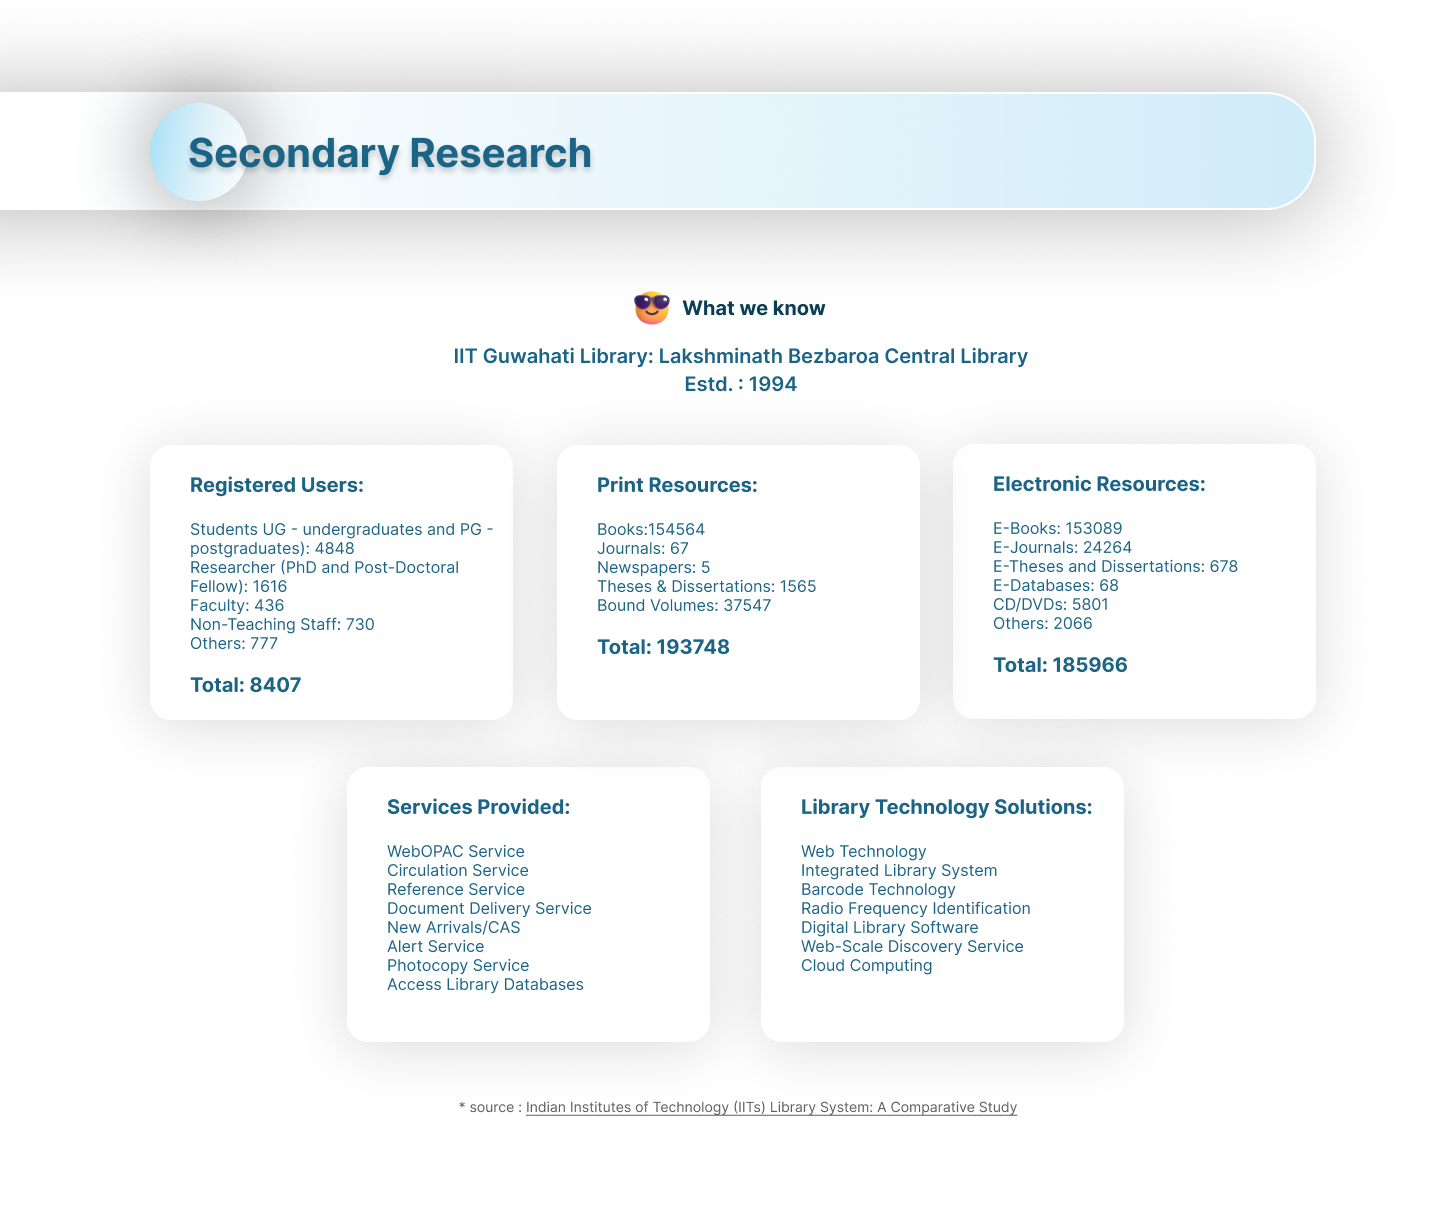 Secondary Research
What we know
IIT Guwahati Library: Lakshminath Bezbaroa Central Library
Estd. : 1994
Registered Users:
Students UG - undergraduates and PG -
postgraduates): 4848
Researcher (PhD and Post-Doctoral
Fellow): 1616
Faculty: 436
Non-Teaching Staff: 730
Others: 777
Total: 8407
Print Resources:
Books:154564
Journals: 67
Newspapers: 5
Theses & Dissertations: 1565
Bound Volumes: 37547
Total: 193748
Electronic Resources:
E-Books: 153089
E-Journals: 24264
E-Theses and Dissertations: 678
E-Databases: 68
CD/DVDs: 5801
Others: 2066
Total: 185966
Services Provided:
WebOPAC Service
Circulation Service
Reference Service
Document Delivery Service
New Arrivals/CAS
Alert Service
Photocopy Service
Access Library Databases
Library Technology Solutions:
Web Technology
Integrated Library System
Barcode Technology
Radio Frequency Identification
Digital Library Software
Web-Scale Discovery Service
Cloud Computing
* source : Indian Institutes of Technology (IITs) Library System: A Comparative Study